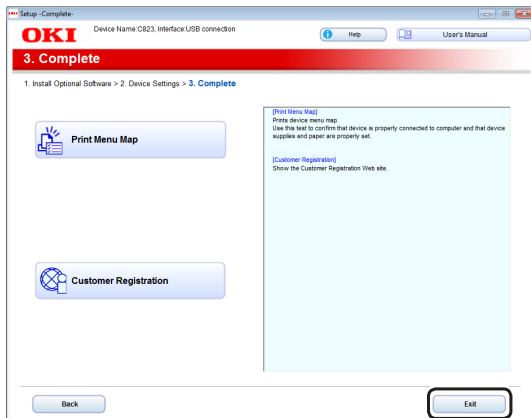 OKI Setup -Complete-
OKI Device Name:C823, Interface:USB connection Help User's Manual
3. Complete
1. Install Optional Software > 2. Device Settings > 3. Complete
Print Menu Map
[Print Menu Map]
Prints device menu map.
Use this test to confirm that device is properly connected to computer and that device
supplies and paper are properly set.
[Customer Registration]
Show the Customer Registration Web site.
Customer Registration
Back Exit